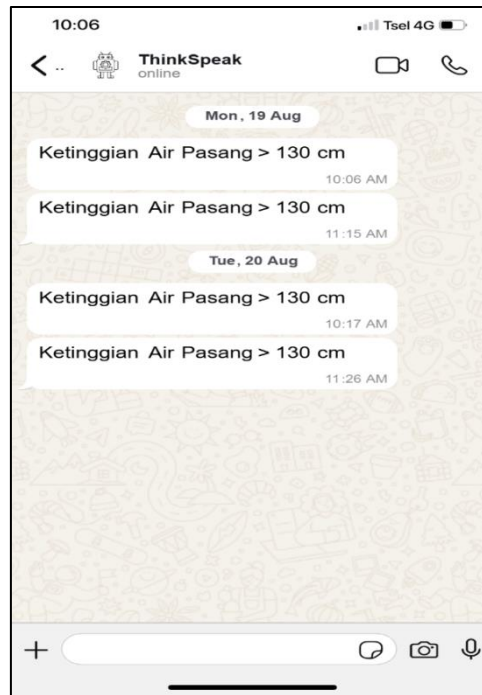 10:06
Tsel 4G
..
ThinkSpeak
online
Mon, 19 Aug
Ketinggian Air Pasang > 130 cm
10:06 AM
Ketinggian Air Pasang > 130 cm
11:15 AM
Tue, 20 Aug
Ketinggian Air Pasang > 130 cm
10:17 AM
Ketinggian Air Pasang > 130 cm
11:26 AM